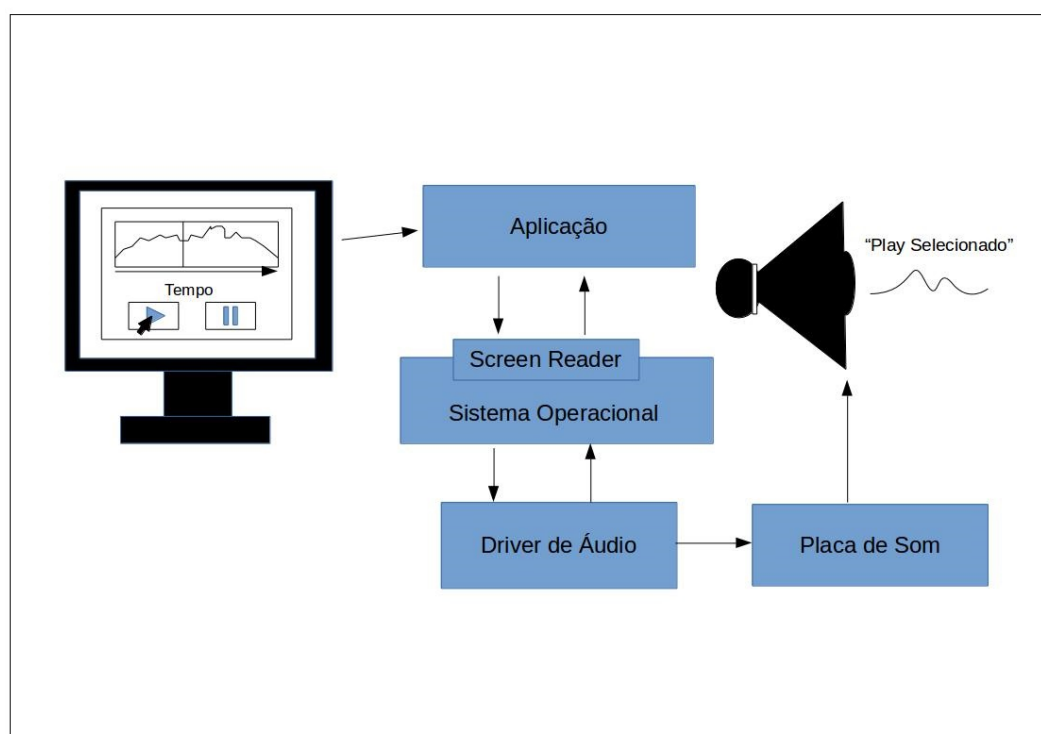 Tempo
Aplicação
Screen Reader
Sistema Operacional
Driver de Áudio
Placa de Som
“Play Selecionado”